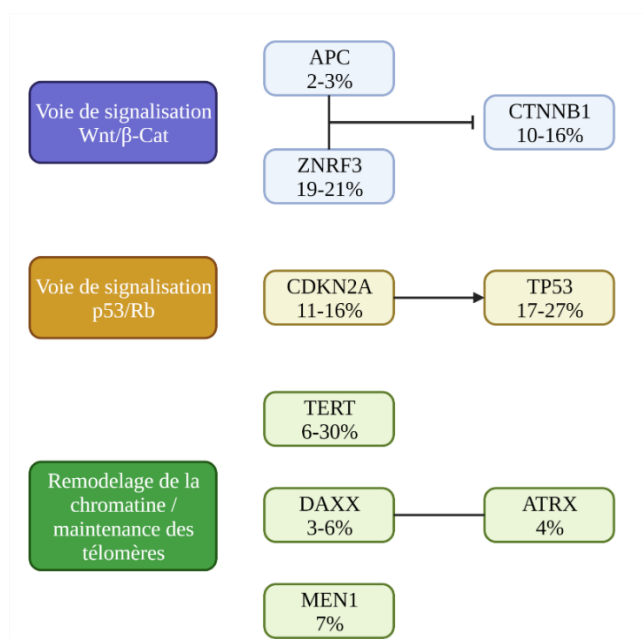 Voie de signalisation
Wnt/β-Cat
APC
2-3%
ZNRF3
19-21%
CTNNB1
10-16%
Voie de signalisation
p53/Rb
CDKN2A
11-16%
TP53
17-27%
Remodelage de la
chromatine /
maintenance des
télomères
TERT
6-30%
DAXX
3-6%
ATRX
4%
MEN1
7%